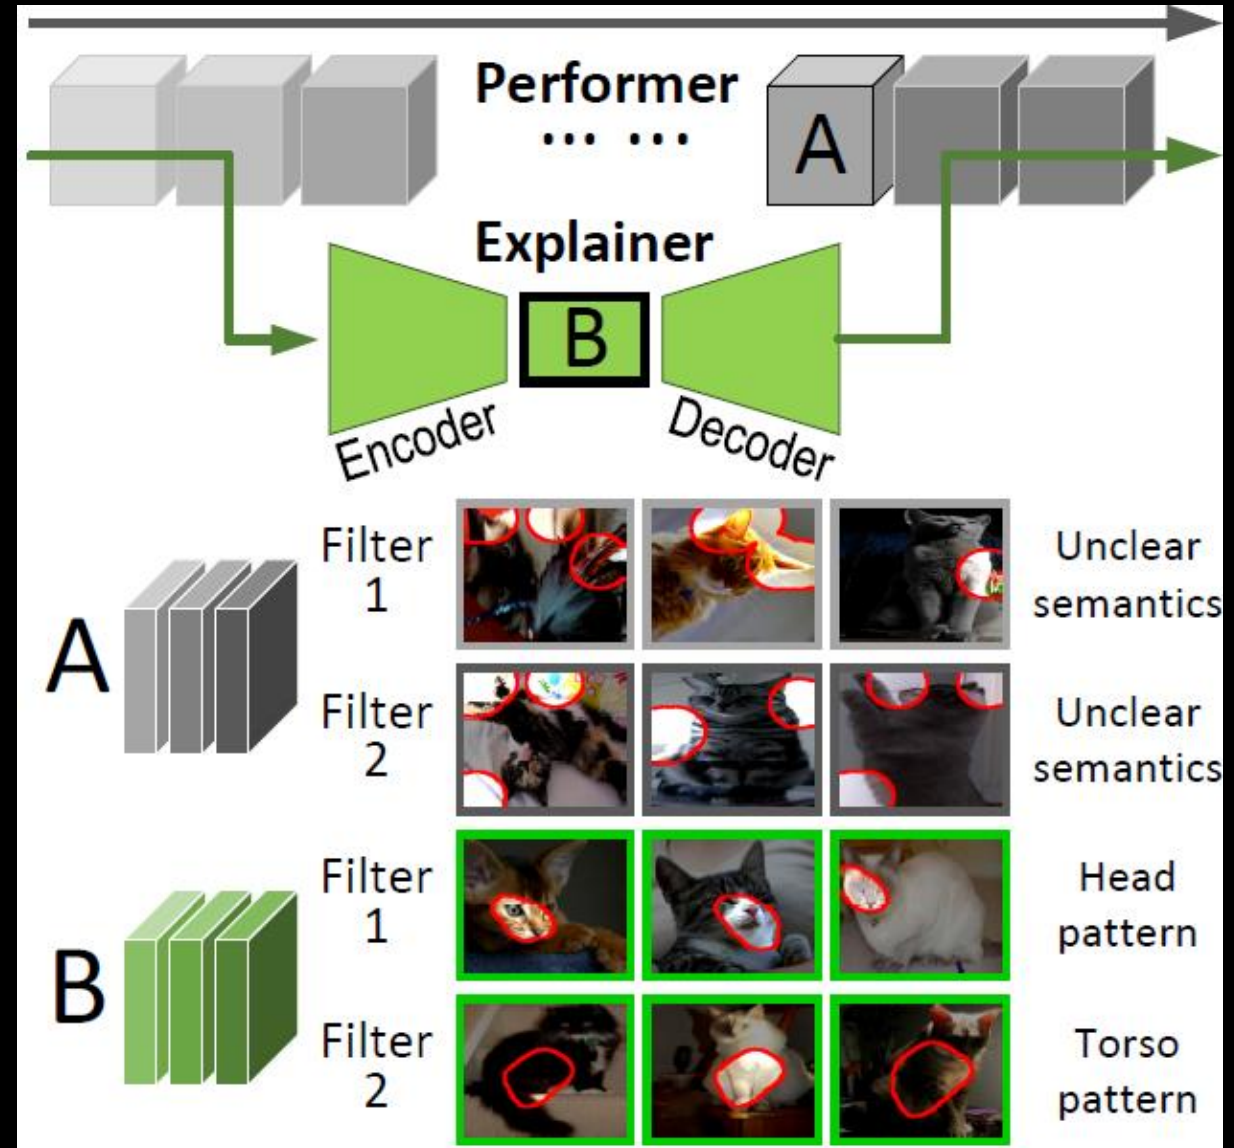 Performer
... ...
A
Explainer
B
Encoder
Decoder
A
Filter
1
Unclear
semantics
Filter
2
Unclear
semantics
B
Filter
1
Head
pattern
Filter
2
Torso
pattern